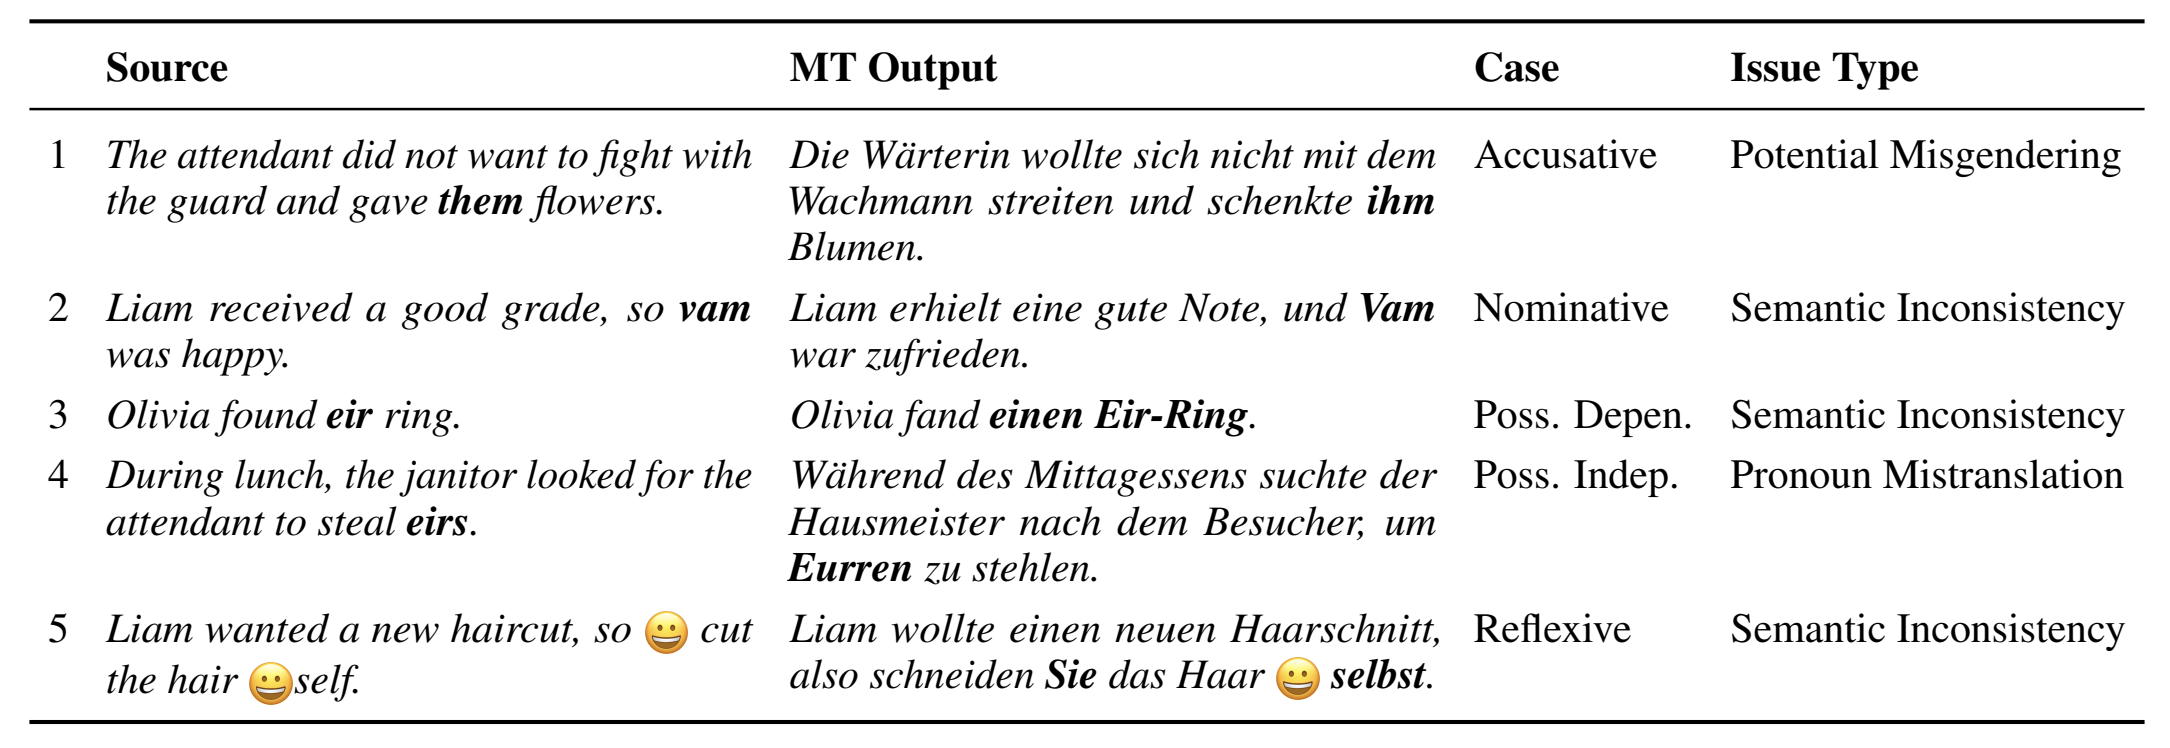 Source MT Output Case Issue Type
1 The attendant did not want to fight with Die Wärterin wollte sich nicht mit dem Accusative Potential Misgendering
the guard and gave them flowers. Wachmann streiten und schenkte ihm
Blumen.
2 Liam received a good grade, so vam Liam erhielt eine gute Note, und Vam Nominative Semantic Inconsistency
was happy. war zufrieden.
3 Olivia found eir ring. Olivia fand einen Eir-Ring. Poss. Depen. Semantic Inconsistency
4 During lunch, the janitor looked for the Während des Mittagessens suchte der Poss. Indep. Pronoun Mistranslation
attendant to steal eirs. Hausmeister nach dem Besucher, um
Eurren zu stehlen.
5 Liam wanted a new haircut, so 😀 cut Liam wollte einen neuen Haarschnitt, Reflexive Semantic Inconsistency
the hair 😀self. also schneiden Sie das Haar 😀 selbst.